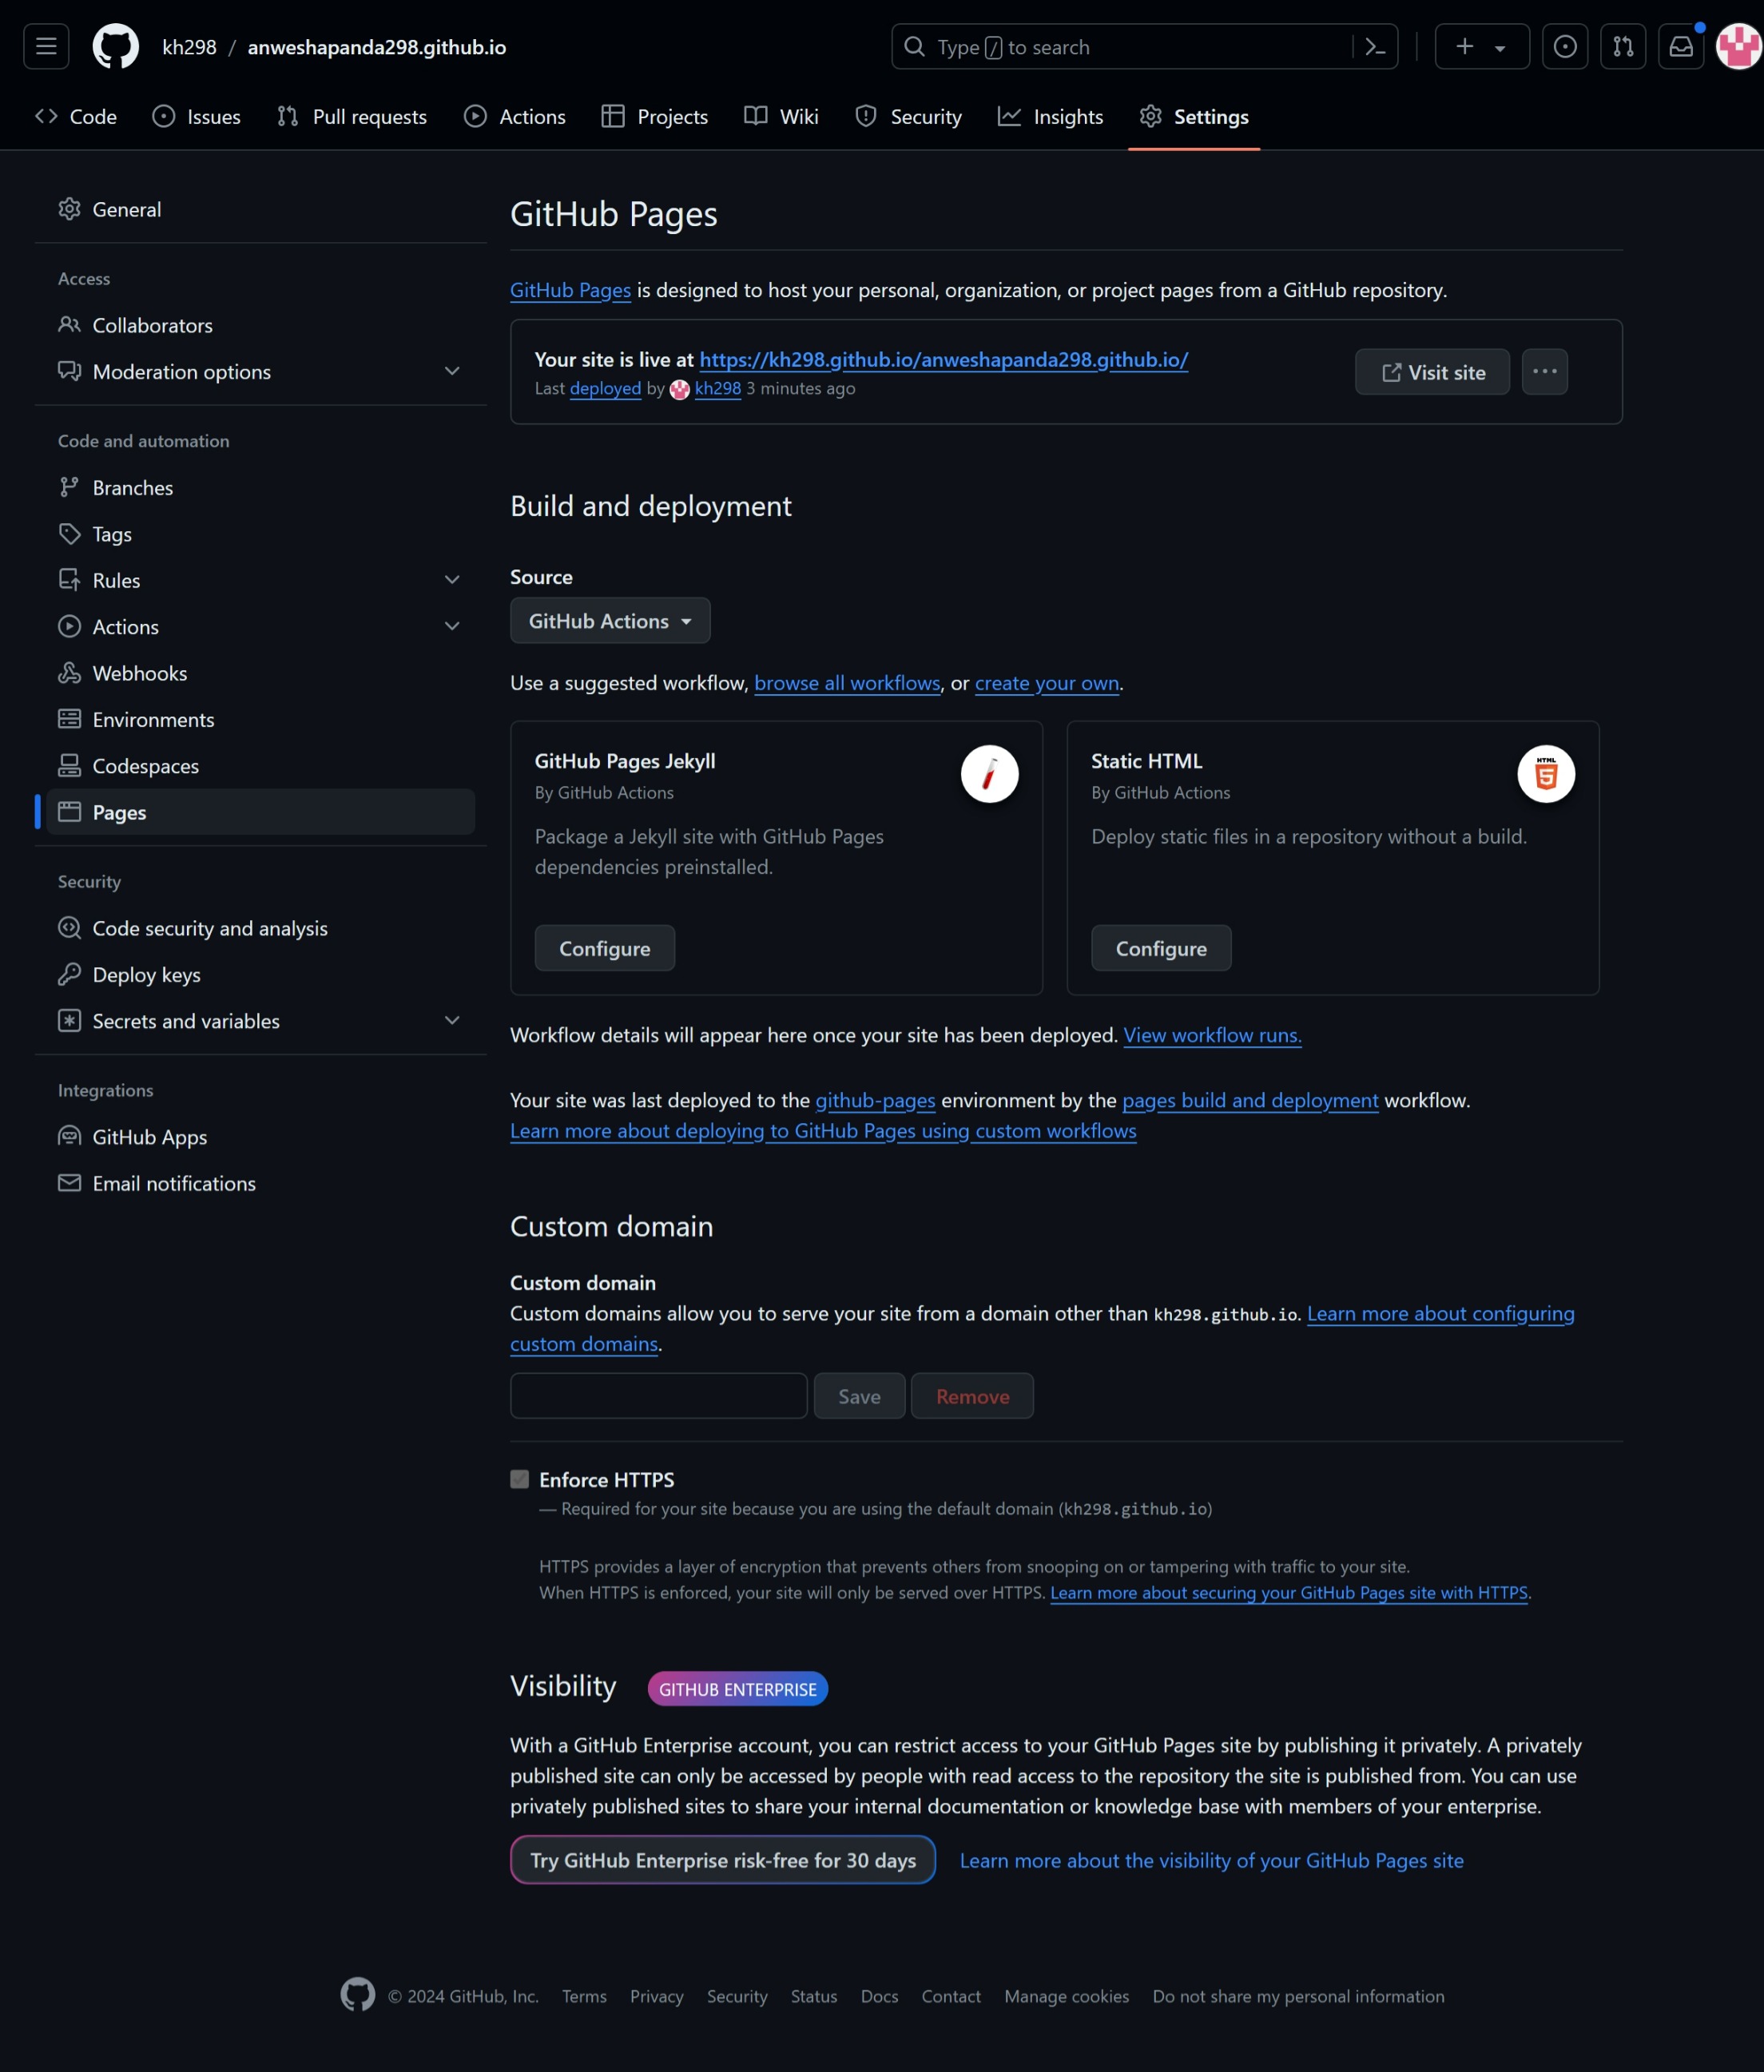 kh298 / anweshapanda298.github.io
Type / to search
Code Issues Pull requests Actions Projects Wiki Security Insights Settings
General
Access
Collaborators
Moderation options
Code and automation
Branches
Tags
Rules
Actions
Webhooks
Environments
Codespaces
Pages
Security
Code security and analysis
Deploy keys
Secrets and variables
Integrations
GitHub Apps
Email notifications
GitHub Pages
GitHub Pages is designed to host your personal, organization, or project pages from a GitHub repository.
Your site is live at https://kh298.github.io/anweshapanda298.github.io/
Last deployed by kh298 3 minutes ago
Visit site
Build and deployment
Source
GitHub Actions
Use a suggested workflow, browse all workflows, or create your own.
GitHub Pages Jekyll
By GitHub Actions
Package a Jekyll site with GitHub Pages
dependencies preinstalled.
Configure
Static HTML
By GitHub Actions
HTML
5
Deploy static files in a repository without a build.
Configure
Workflow details will appear here once your site has been deployed. View workflow runs.
Your site was last deployed to the github-pages environment by the pages build and deployment workflow.
Learn more about deploying to GitHub Pages using custom workflows
Custom domain
Custom domain
Custom domains allow you to serve your site from a domain other than kh298.github.io. Learn more about configuring
custom domains.
Save Remove
Enforce HTTPS
— Required for your site because you are using the default domain (kh298.github.io)
HTTPS provides a layer of encryption that prevents others from snooping on or tampering with traffic to your site.
When HTTPS is enforced, your site will only be served over HTTPS. Learn more about securing your GitHub Pages site with HTTPS.
Visibility GITHUB ENTERPRISE
With a GitHub Enterprise account, you can restrict access to your GitHub Pages site by publishing it privately. A privately
published site can only be accessed by people with read access to the repository the site is published from. You can use
privately published sites to share your internal documentation or knowledge base with members of your enterprise.
Try GitHub Enterprise risk-free for 30 days Learn more about the visibility of your GitHub Pages site
© 2024 GitHub, Inc. Terms Privacy Security Status Docs Contact Manage cookies Do not share my personal information